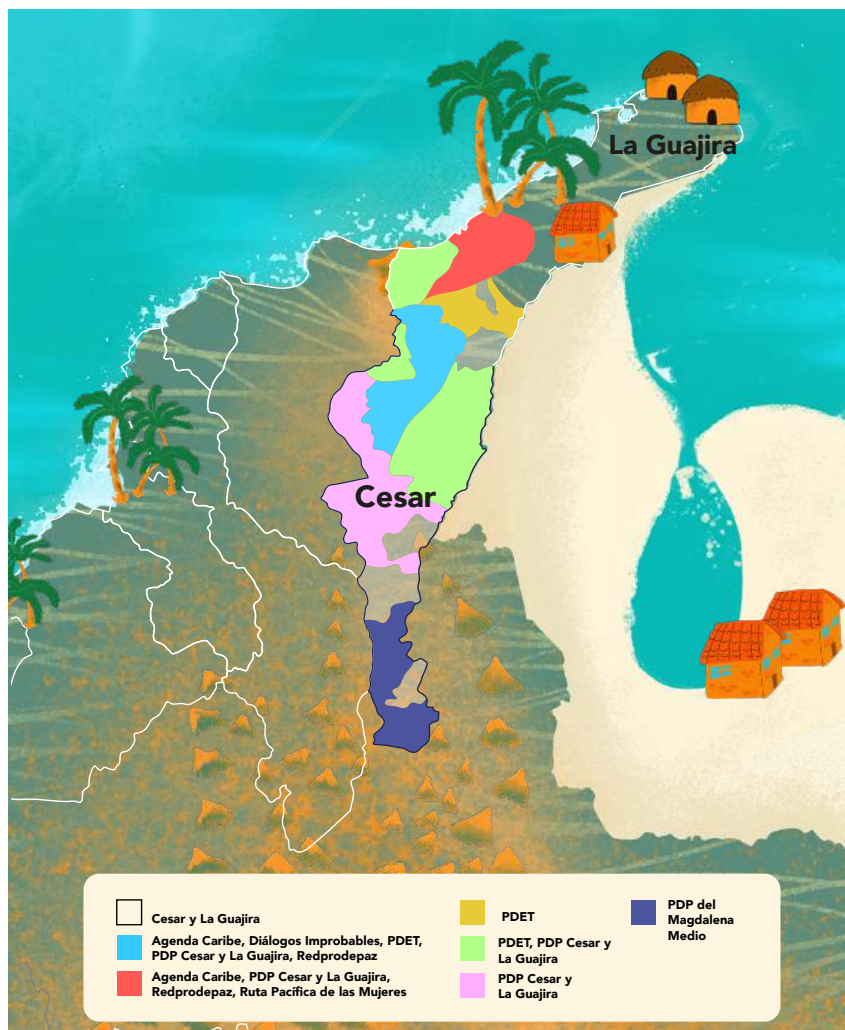 La Guajira
Cesar
Cesar y La Guajira
Agenda Caribe, Diálogos Improbables, PDET,
PDP Cesar y La Guajira, Redprodepaz
Agenda Caribe, PDP Cesar y La Guajira,
Redprodepaz, Ruta Pacífica de las Mujeres
PDET
PDET, PDP Cesar y
La Guajira
PDP Cesar y
La Guajira
PDP del
Magdalena
Medio